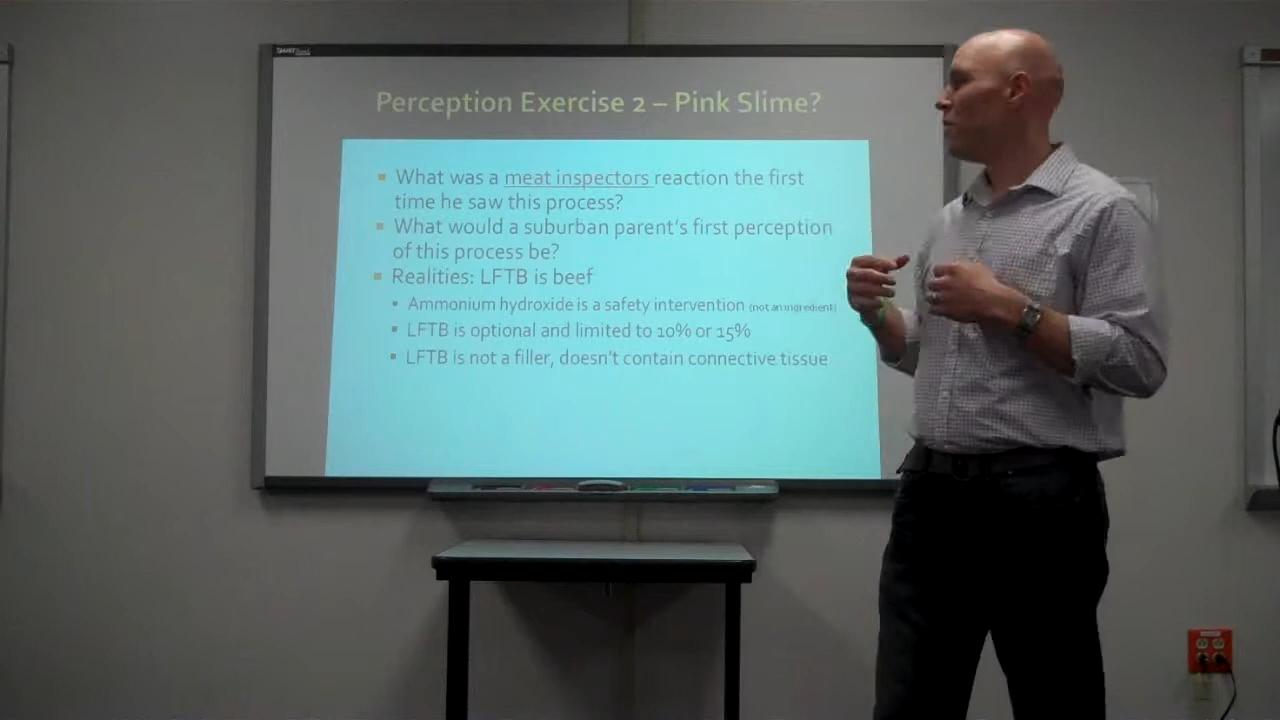 Perception Exercise 2 – Pink Slime?
What was a meat inspectors reaction the first
time he saw this process?
What would a suburban parent's first perception
of this process be?
Realities: LFTB is beef
Ammonium hydroxide is a safety intervention (not an ingredient)
LFTB is optional and limited to 10% or 15%
LFTB is not a filler, doesn't contain connective tissue